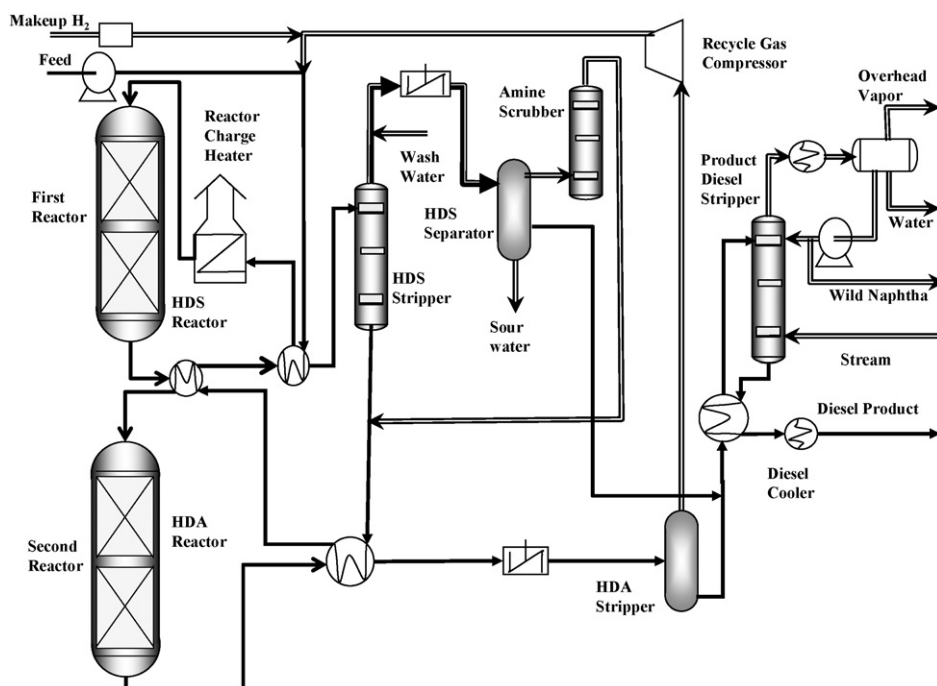 Makeup H₂
Feed
Recycle Gas
Compressor
Overhead
Vapor
Amine
Scrubber
Reactor
Charge
Heater
Wash
Water
Product
Diesel
Stripper
First
Reactor
HDS
Separator
Water
HDS
Stripper
HDS
Reactor
Wild Naphtha
Sour
water
Stream
Diesel Product
Diesel
Cooler
HDA
Reactor
Second
Reactor
HDA
Stripper